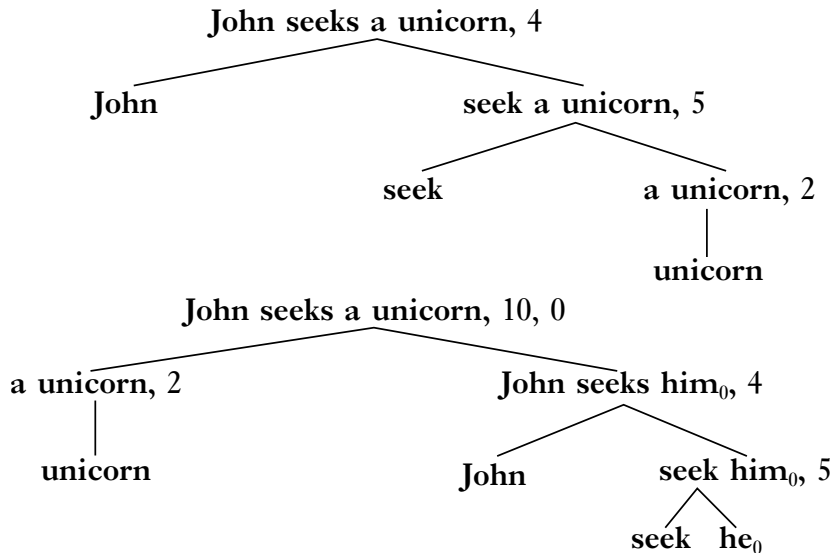 John seeks a unicorn, 4
John seek a unicorn, 5
seek a unicorn, 2
unicorn
John seeks a unicorn, 10, 0
a unicorn, 2 John seeks him₀, 4
unicorn John seek him₀, 5
seek he₀